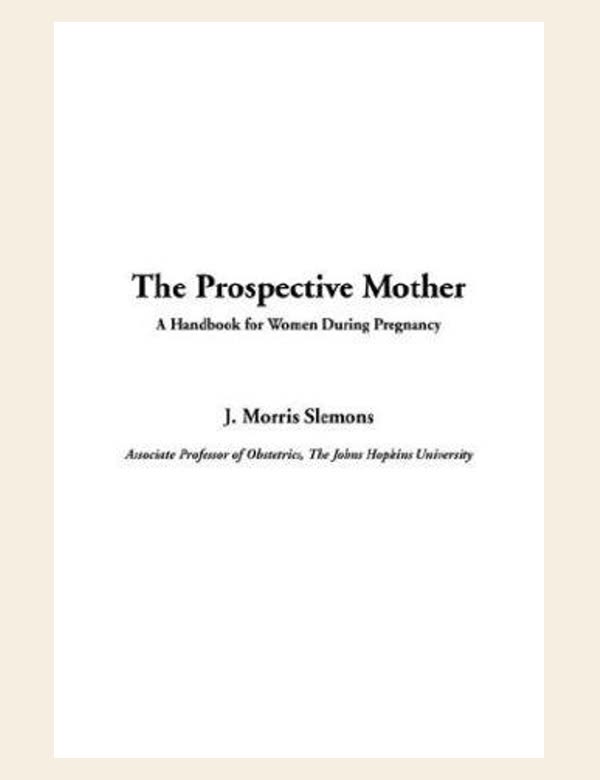 The Prospective Mother
A Handbook for Women During Pregnancy
J. Morris Slemons
Associate Professor of Obstetrics, The Johns Hopkins University